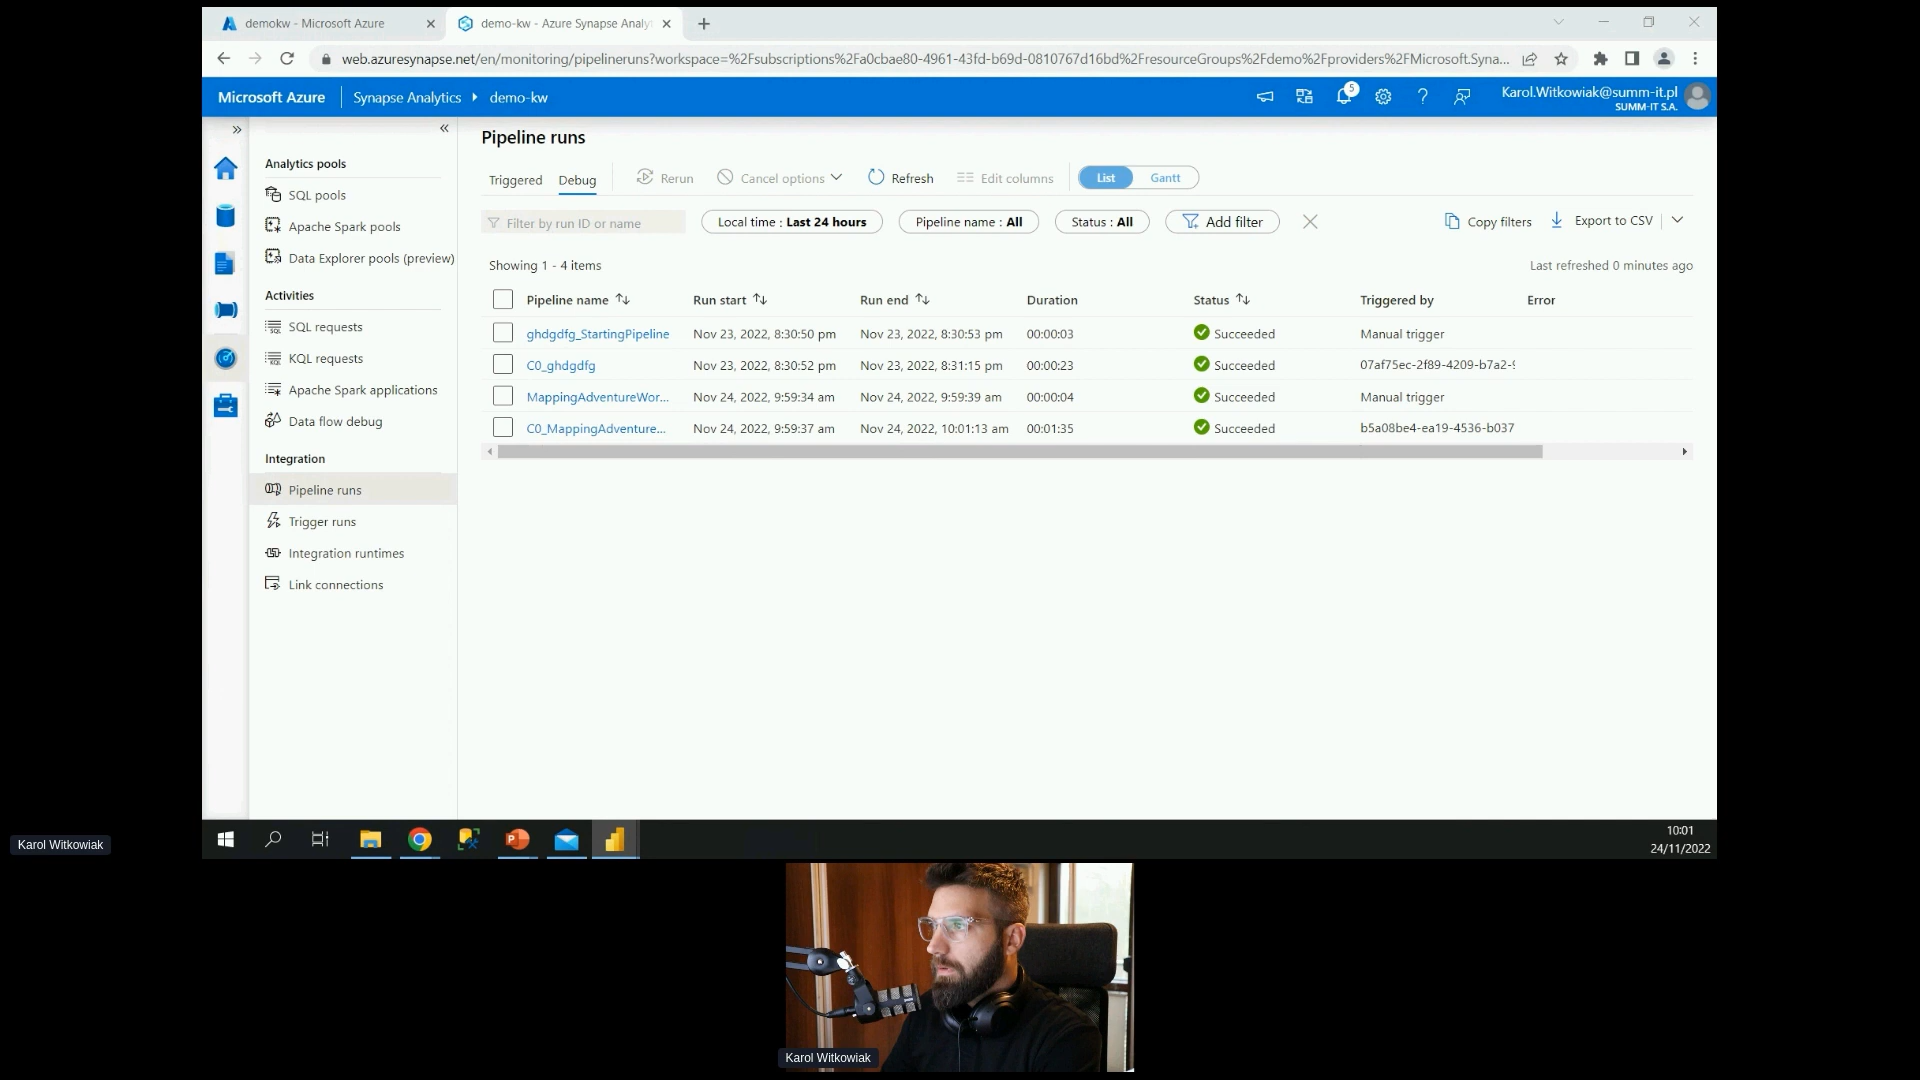 demokw - Microsoft Azure
demo-kw - Azure Synapse Analyt
web.azuresynapse.net/en/monitoring/pipelineruns?workspace=%2Fsubscriptions%2Fa0cbae80-4961-43fd-b69d-0810767d16bd%2FresourceGroups%2Fdemo%2Fproviders%2FMicrosoft.Syna...
Microsoft Azure Synapse Analytics demo-kw
5
Karol.Witkowiak@summ-it.pl
SUMM-IT S.A.
Analytics pools
SQL pools
Apache Spark pools
Data Explorer pools (preview)
Activities
SQL requests
KQL requests
Apache Spark applications
Data flow debug
Integration
Pipeline runs
Trigger runs
Integration runtimes
Link connections
Pipeline runs
Triggered Debug Rerun Cancel options Refresh Edit columns List Gantt
Filter by run ID or name Local time : Last 24 hours Pipeline name : All Status : All Add filter Copy filters Export to CSV
Showing 1 - 4 items Last refreshed 0 minutes ago
Pipeline name Run start Run end Duration Status Triggered by Error
ghdgdfg_StartingPipeline Nov 23, 2022, 8:30:50 pm Nov 23, 2022, 8:30:53 pm 00:00:03 Succeeded Manual trigger
C0_ghdgdfg Nov 23, 2022, 8:30:52 pm Nov 23, 2022, 8:31:15 pm 00:00:23 Succeeded 07af75ec-2f89-4209-b7a2-9
MappingAdventureWor... Nov 24, 2022, 9:59:34 am Nov 24, 2022, 9:59:39 am 00:00:04 Succeeded Manual trigger
C0_MappingAdventure... Nov 24, 2022, 9:59:37 am Nov 24, 2022, 10:01:13 am 00:01:35 Succeeded b5a08be4-ea19-4536-b037
10:01
24/11/2022
Karol Witkowiak
Karol Witkowiak